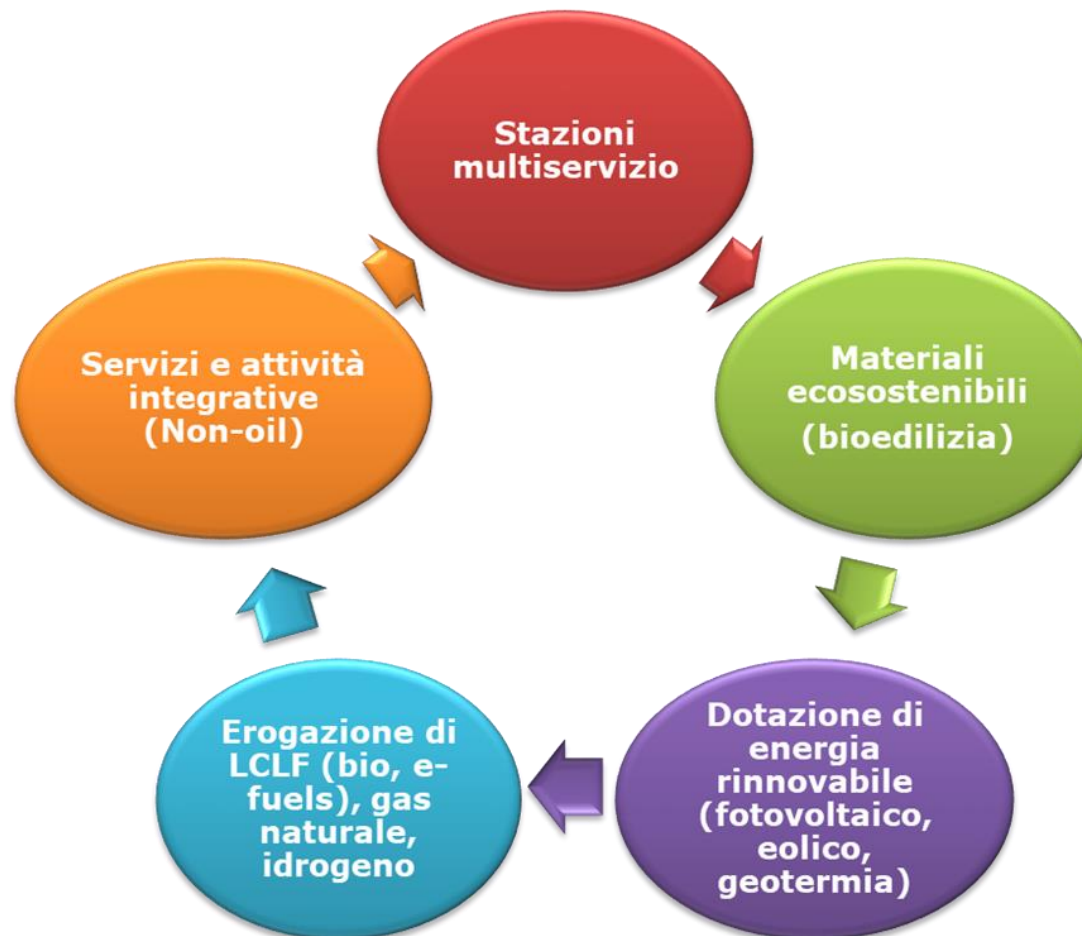 Stazioni
multiservizio
Materiali
ecosostenibili
(bioedilizia)
Dotazione di
energia
rinnovabile
(fotovoltaico,
eolico,
geotermia)
Erogazione di
LCLF (bio, e-
fuels), gas
naturale,
idrogeno
Servizi e attività
integrative
(Non-oil)